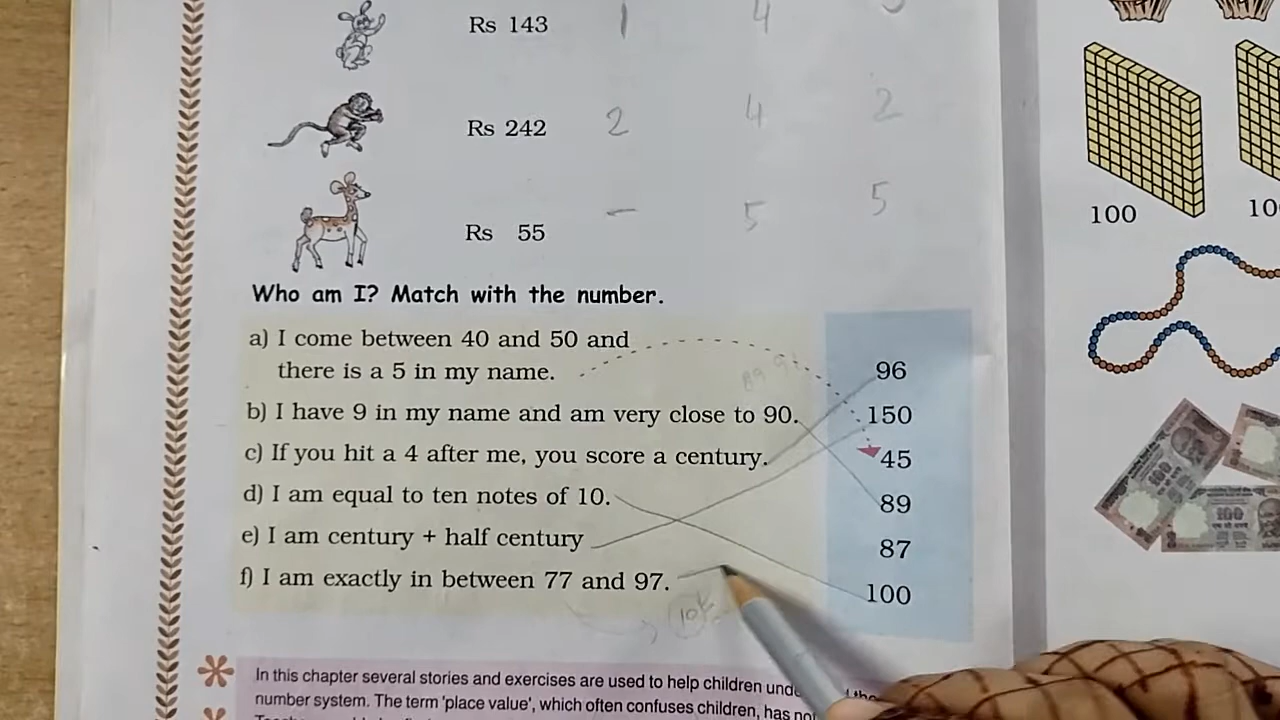 Rs 143 1 4
Rs 242 2 4 2
Rs 55 – 5 5
Who am I? Match with the number.
a) I come between 40 and 50 and
there is a 5 in my name.
b) I have 9 in my name and am very close to 90.
c) If you hit a 4 after me, you score a century.
d) I am equal to ten notes of 10.
e) I am century + half century
f) I am exactly in between 77 and 97.
96
150
45
89
87
100
In this chapter several stories and exercises are used to help children
number system. The term 'place value', which often confuses children, has
100
100
100